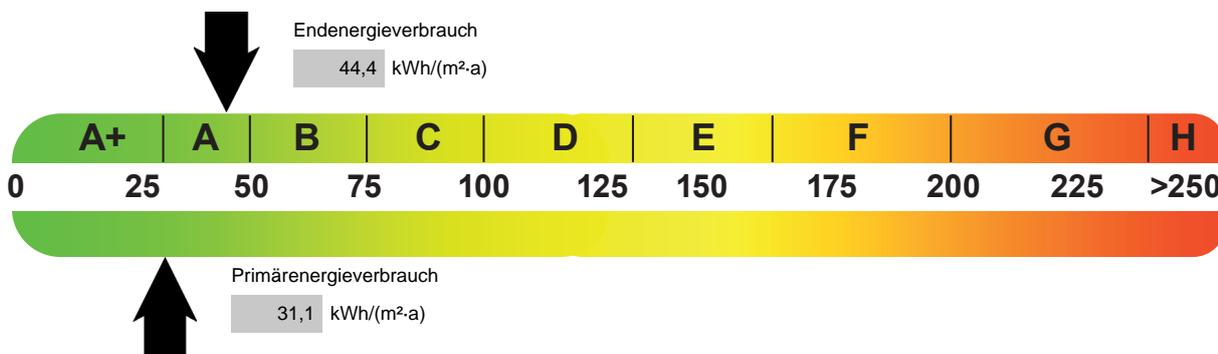 Endenergieverbrauch
44,4 kWh/(m²·a)
A+ A B C D E F G H
0 25 50 75 100 125 150 175 200 225 >250
Primärenergieverbrauch
31,1 kWh/(m²·a)